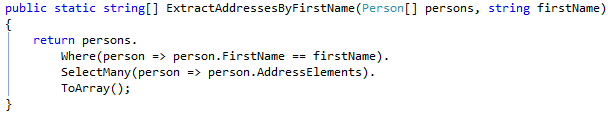 public static string[] ExtractAddressesByFirstName(Person[] persons, string firstName)
{
    return persons.
        Where(person => person.FirstName == firstName).
        SelectMany(person => person.AddressElements).
        ToArray();
}